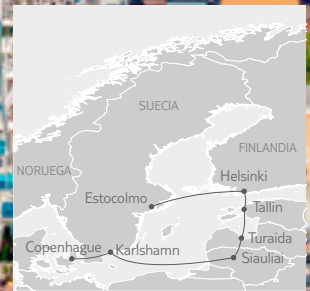 SUECIA
FINLANDIA
NORUEGA
Helsinki
Estocolmo
Tallin
Turaida
Copenhague
Karlshamn
Siauliai